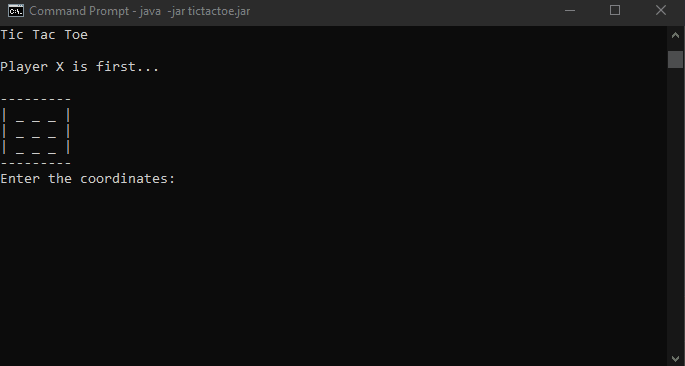 Command Prompt - java  -jar tictactoe.jar
Tic Tac Toe
Player X is first...
---------
| _ _ _ |
| _ _ _ |
| _ _ _ |
---------
Enter the coordinates: